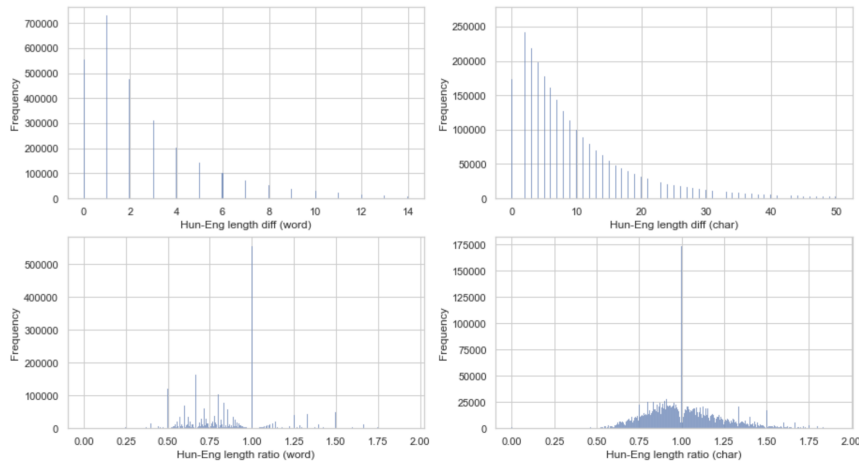 700000
600000
500000
400000
300000
200000
100000
0
Frequency
0 2 4 6 8 10 12 14
Hun-Eng length diff (word)
250000
200000
150000
100000
50000
0
Frequency
0 10 20 30 40 50
Hun-Eng length diff (char)
500000
400000
300000
200000
100000
0
Frequency
0.00 0.25 0.50 0.75 1.00 1.25 1.50 1.75 2.00
Hun-Eng length ratio (word)
175000
150000
125000
100000
75000
50000
25000
0
Frequency
0.00 0.25 0.50 0.75 1.00 1.25 1.50 1.75 2.00
Hun-Eng length ratio (char)